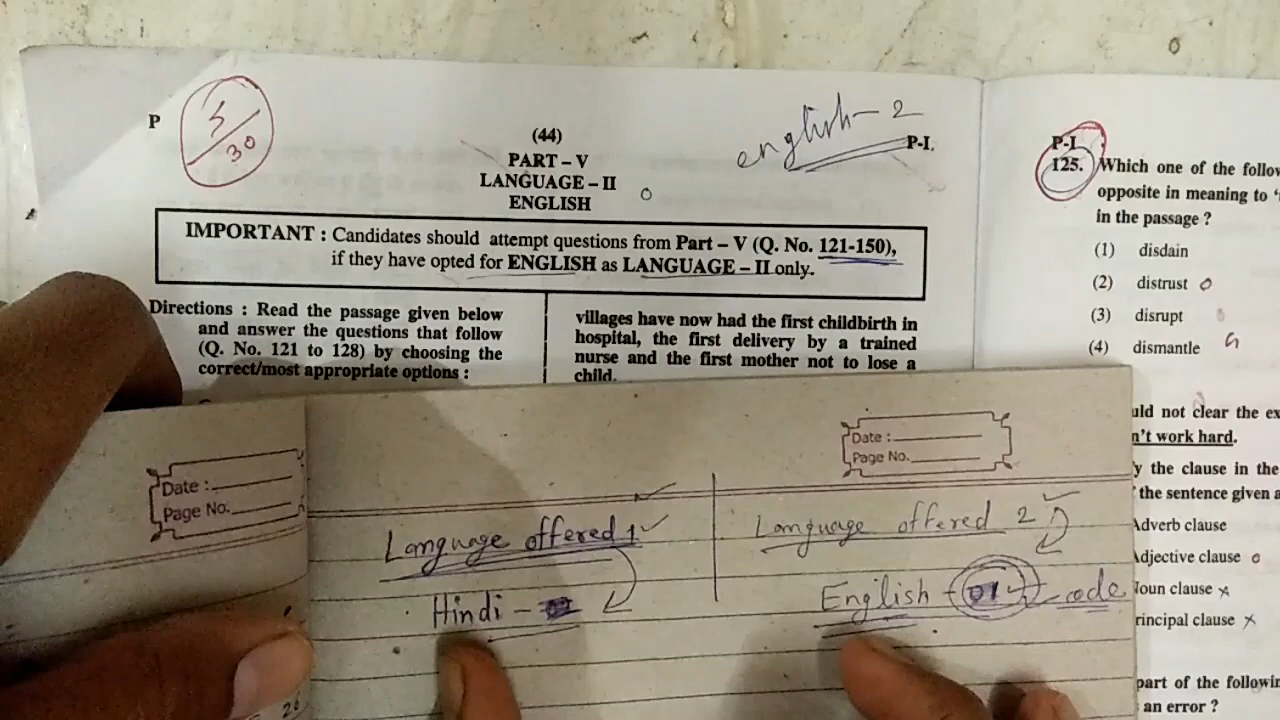 P
5/30
(44)
PART – V
LANGUAGE – II
ENGLISH
english – 2
P-I.
IMPORTANT : Candidates should attempt questions from Part – V (Q. No. 121-150),
if they have opted for ENGLISH as LANGUAGE – II only.
Directions : Read the passage given below
and answer the questions that follow
(Q. No. 121 to 128) by choosing the
correct/most appropriate options :
villages have now had the first childbirth in
hospital, the first delivery by a trained
nurse and the first mother not to lose a
child.
P-I
125. Which one of the follow
opposite in meaning to
in the passage ?
(1) disdain
(2) distrust
(3) disrupt
(4) dismantle
uld not clear the ex
n't work hard.
y the clause in the
the sentence given a
Adverb clause
Adjective clause
Noun clause
rincipal clause
part of the followin
an error ?
Date :
Page No.
Date :
Page No.
Language offered 1
Hindi –
Language offered 2
English – 01 code